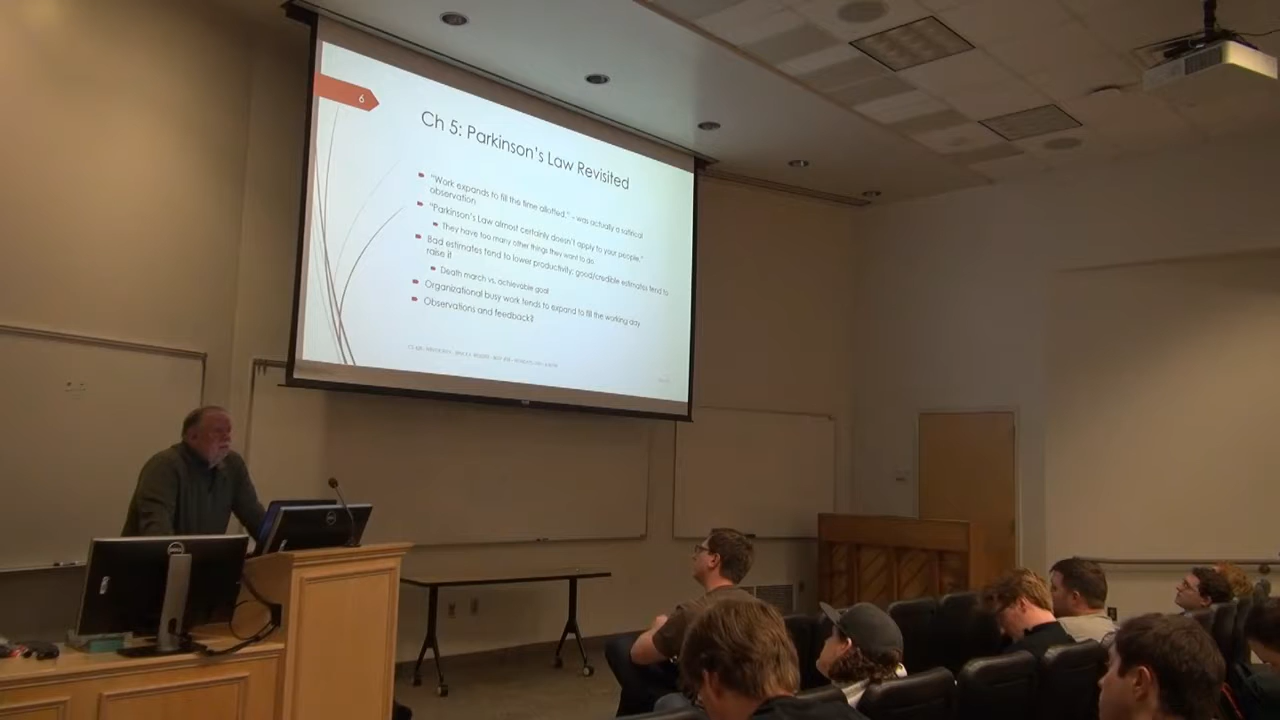 6
Ch 5: Parkinson's Law Revisited
"Work expands to fill the time allotted." – was actually a satirical
observation
"Parkinson's Law almost certainly doesn't apply to your people."
They have too many other things they want to do.
Bad estimates tend to lower productivity; good/credible estimates tend to
raise it
Death march vs. achievable goal
Organizational busy work tends to expand to fill the working day
Observations and feedback?
DELL